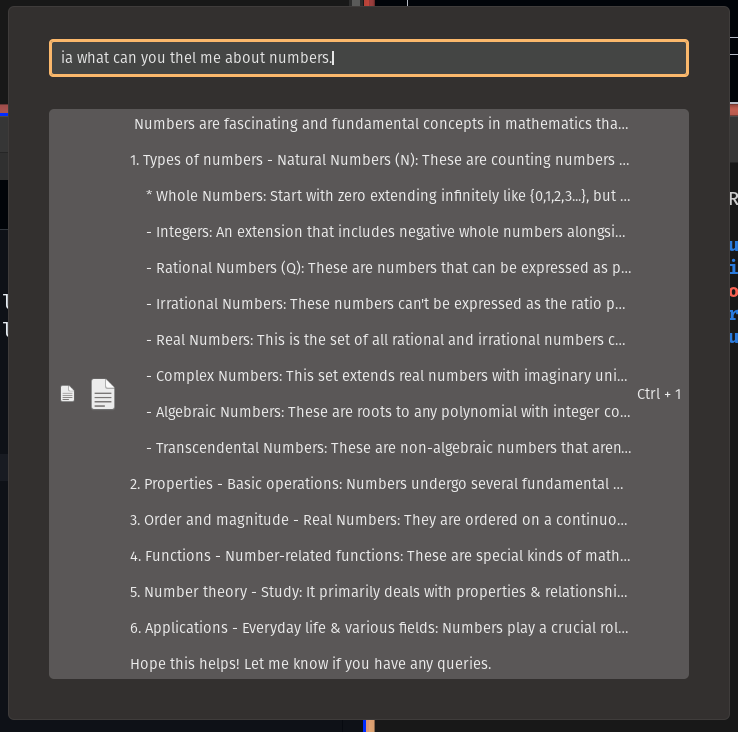 ia what can you thel me about numbers.
Numbers are fascinating and fundamental concepts in mathematics tha...
1. Types of numbers - Natural Numbers (N): These are counting numbers ...
* Whole Numbers: Start with zero extending infinitely like {0,1,2,3...}, but ...
- Integers: An extension that includes negative whole numbers alongsi...
- Rational Numbers (Q): These are numbers that can be expressed as p...
- Irrational Numbers: These numbers can't be expressed as the ratio p...
- Real Numbers: This is the set of all rational and irrational numbers c...
- Complex Numbers: This set extends real numbers with imaginary uni...
Ctrl + 1
- Algebraic Numbers: These are roots to any polynomial with integer co...
- Transcendental Numbers: These are non-algebraic numbers that aren...
2. Properties - Basic operations: Numbers undergo several fundamental ...
3. Order and magnitude - Real Numbers: They are ordered on a continuo...
4. Functions - Number-related functions: These are special kinds of math...
5. Number theory - Study: It primarily deals with properties & relationshi...
6. Applications - Everyday life & various fields: Numbers play a crucial rol...
Hope this helps! Let me know if you have any queries.